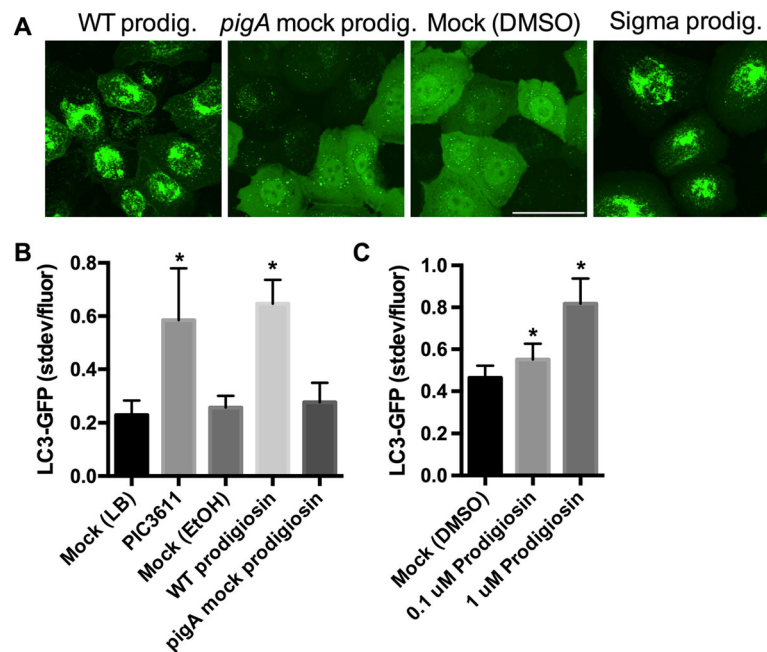 A
WT prodig.
pigA mock prodig.
Mock (DMSO)
Sigma prodig.
B
LC3-GFP (stdev/fluor)
0.8
0.6
0.4
0.2
0.0
*
*
Mock (LB)
PIC3611
Mock (EtOH)
WT prodigiosin
pigA mock prodigiosin
C
LC3-GFP (stdev/fluor)
1.0
0.8
0.6
0.4
0.2
0.0
*
*
Mock (DMSO)
0.1 uM Prodigiosin
1 uM Prodigiosin